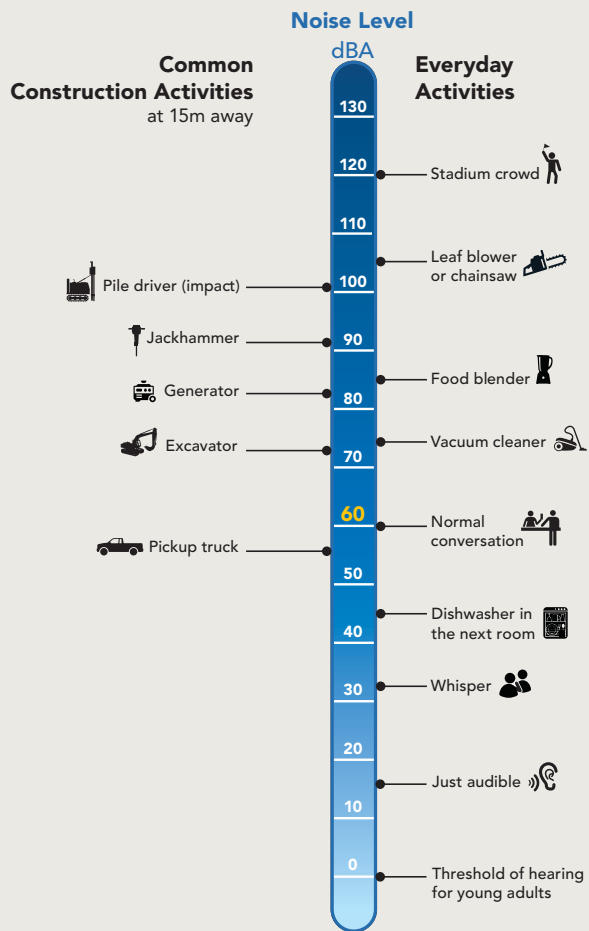 Noise Level
dBA
Common
Construction Activities
at 15m away
Everyday
Activities
130
120
Stadium crowd
110
Leaf blower
or chainsaw
Pile driver (impact)
100
Jackhammer
90
Generator
Food blender
80
Excavator
Vacuum cleaner
70
60
Normal
conversation
Pickup truck
50
Dishwasher in
the next room
40
Whisper
30
20
Just audible
10
0
Threshold of hearing
for young adults